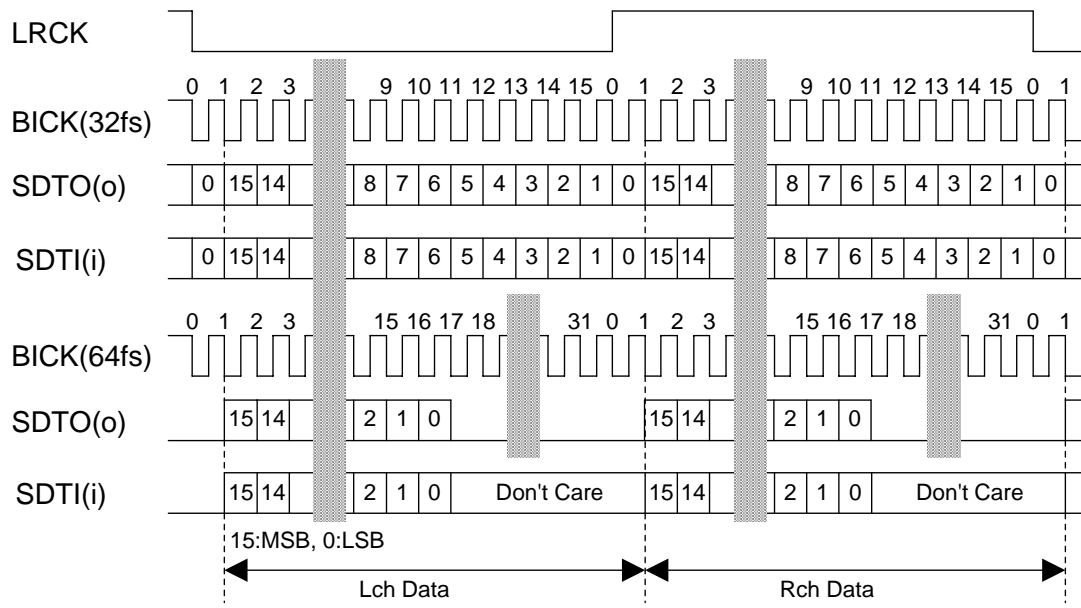 LRCK
0 1 2 3 9 10 11 12 13 14 15 0 1 2 3 9 10 11 12 13 14 15 0 1
BICK(32fs)
SDTO(o) 0 15 14 8 7 6 5 4 3 2 1 0 15 14 8 7 6 5 4 3 2 1 0
SDTI(i) 0 15 14 8 7 6 5 4 3 2 1 0 15 14 8 7 6 5 4 3 2 1 0
0 1 2 3 15 16 17 18 31 0 1 2 3 15 16 17 18 31 0 1
BICK(64fs)
SDTO(o) 15 14 2 1 0 15 14 2 1 0
SDTI(i) 15 14 2 1 0 Don't Care 15 14 2 1 0 Don't Care
15:MSB, 0:LSB
Lch Data Rch Data